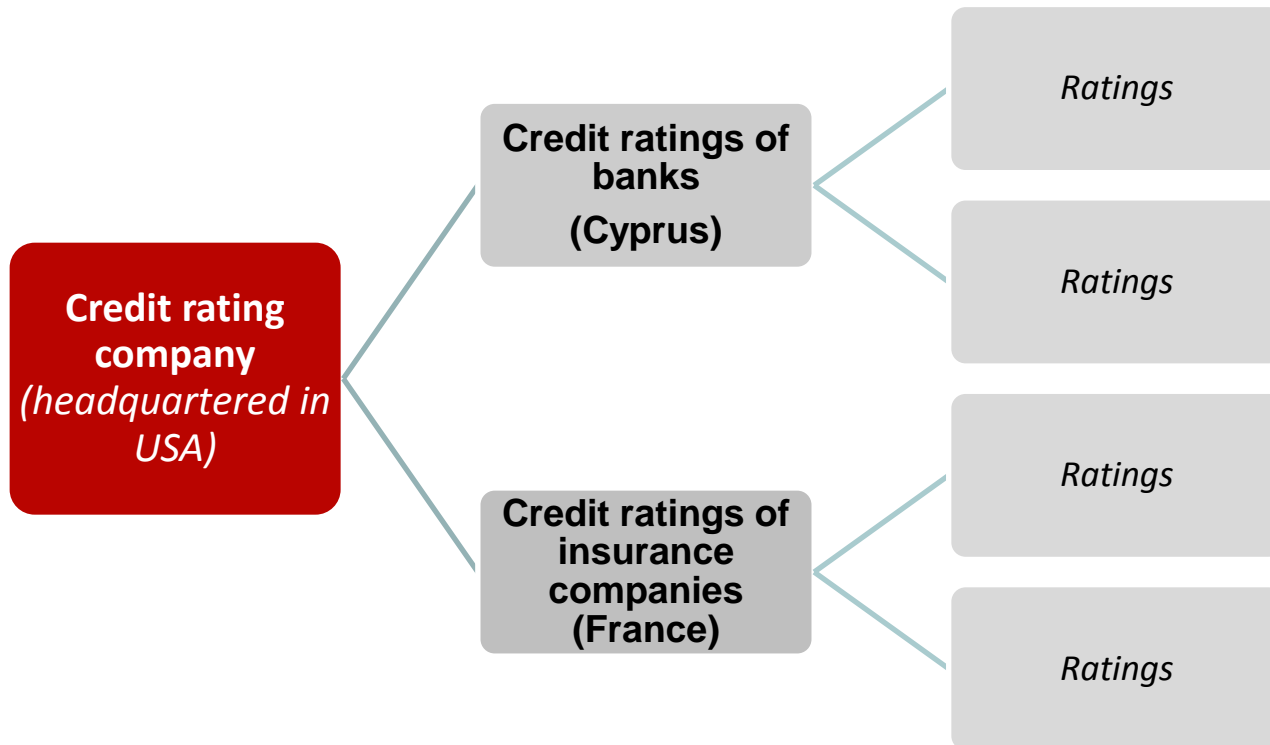 Credit rating
company
(headquartered in
USA)
Credit ratings of
banks
(Cyprus)
Ratings
Ratings
Credit ratings of
insurance
companies
(France)
Ratings
Ratings